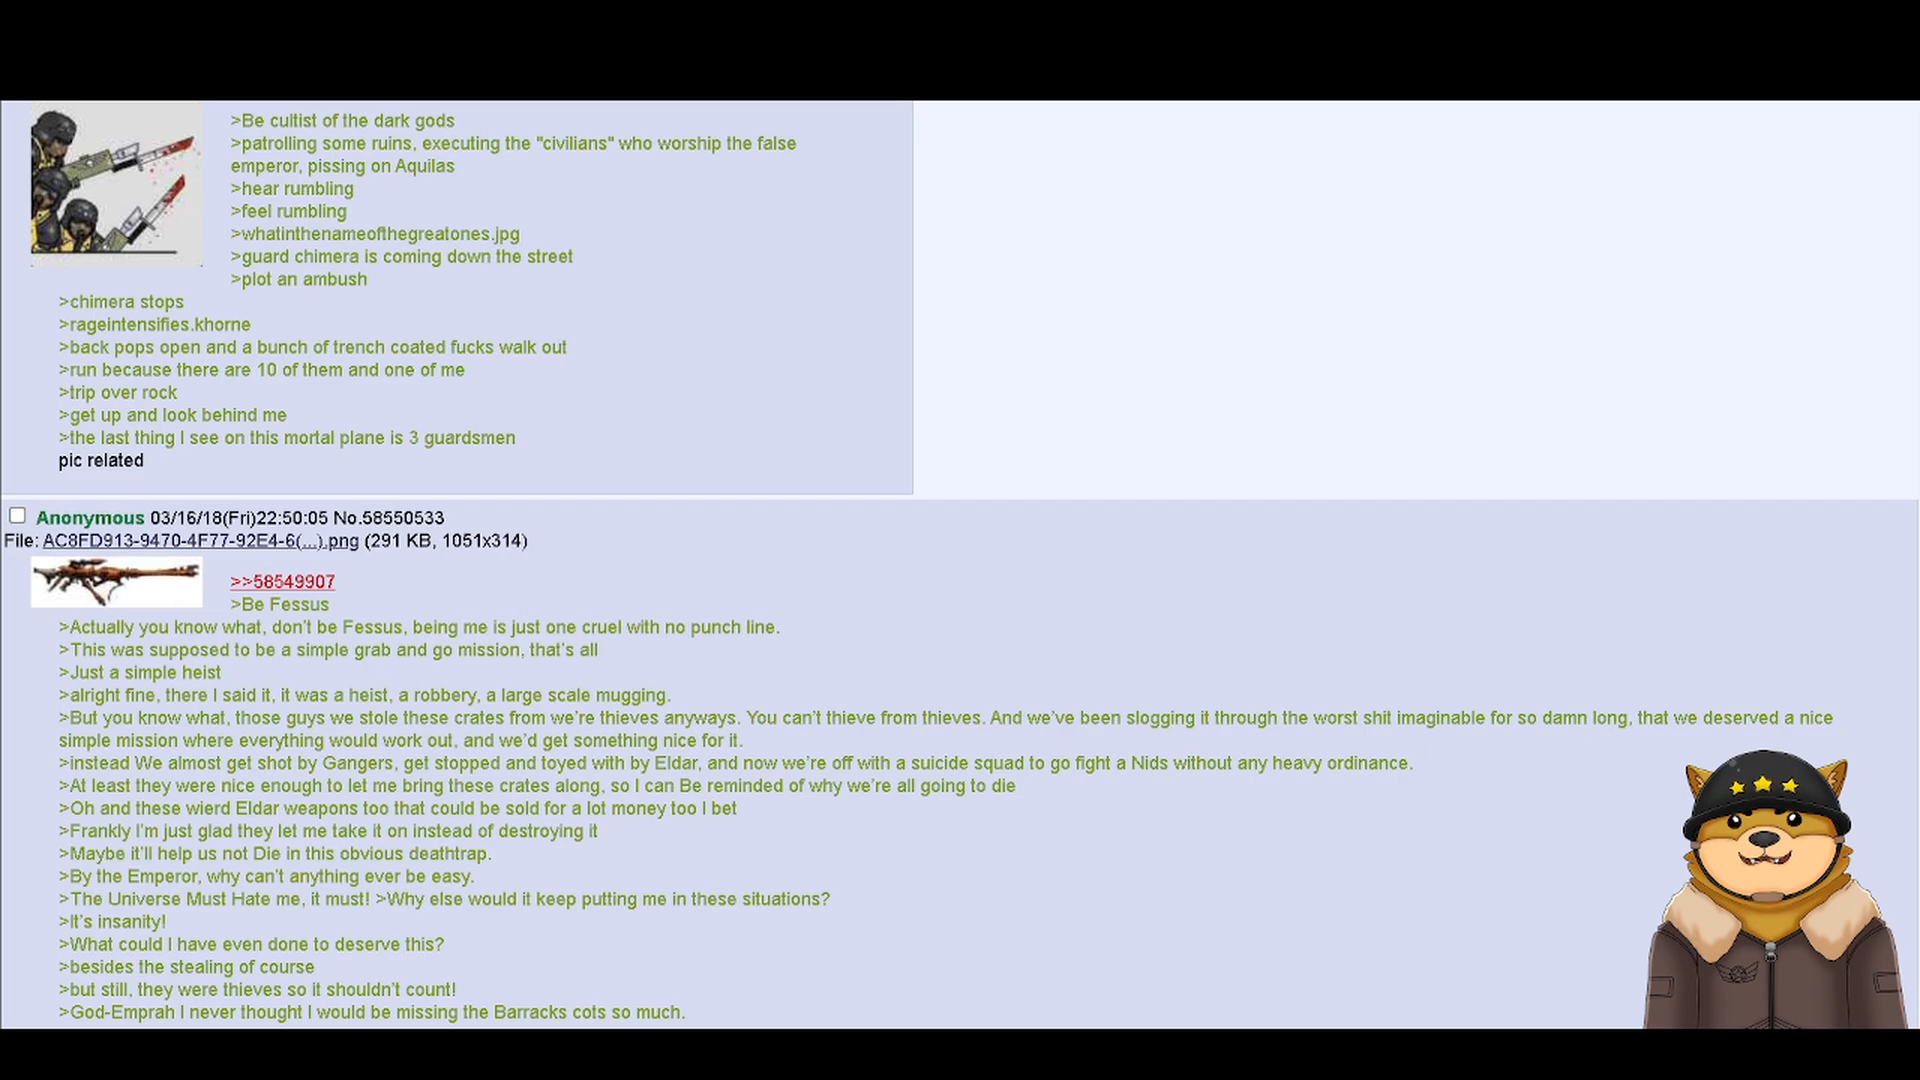 >Be cultist of the dark gods
>patrolling some ruins, executing the "civilians" who worship the false
emperor, pissing on Aquilas
>hear rumbling
>feel rumbling
>whatinthenameofthegreatones.jpg
>guard chimera is coming down the street
>plot an ambush
>chimera stops
>rageintensifies.khorne
>back pops open and a bunch of trench coated fucks walk out
>run because there are 10 of them and one of me
>trip over rock
>get up and look behind me
>the last thing I see on this mortal plane is 3 guardsmen
pic related
Anonymous 03/16/18(Fri)22:50:05 No.58550533
File: AC8FD913-9470-4F77-92E4-6(...).png (291 KB, 1051x314)
>>58549907
>Be Fessus
>Actually you know what, don't be Fessus, being me is just one cruel with no punch line.
>This was supposed to be a simple grab and go mission, that's all
>Just a simple heist
>alright fine, there I said it, it was a heist, a robbery, a large scale mugging.
>But you know what, those guys we stole these crates from we're thieves anyways. You can't thieve from thieves. And we've been slogging it through the worst shit imaginable for so damn long, that we deserved a nice
simple mission where everything would work out, and we'd get something nice for it.
>instead We almost get shot by Gangers, get stopped and toyed with by Eldar, and now we're off with a suicide squad to go fight a Nids without any heavy ordinance.
>At least they were nice enough to let me bring these crates along, so I can Be reminded of why we're all going to die
>Oh and these wierd Eldar weapons too that could be sold for a lot money too I bet
>Frankly I'm just glad they let me take it on instead of destroying it
>Maybe it'll help us not Die in this obvious deathtrap.
>By the Emperor, why can't anything ever be easy.
>The Universe Must Hate me, it must! >Why else would it keep putting me in these situations?
>It's insanity!
>What could I have even done to deserve this?
>besides the stealing of course
>but still, they were thieves so it shouldn't count!
>God-Emprah I never thought I would be missing the Barracks cots so much.